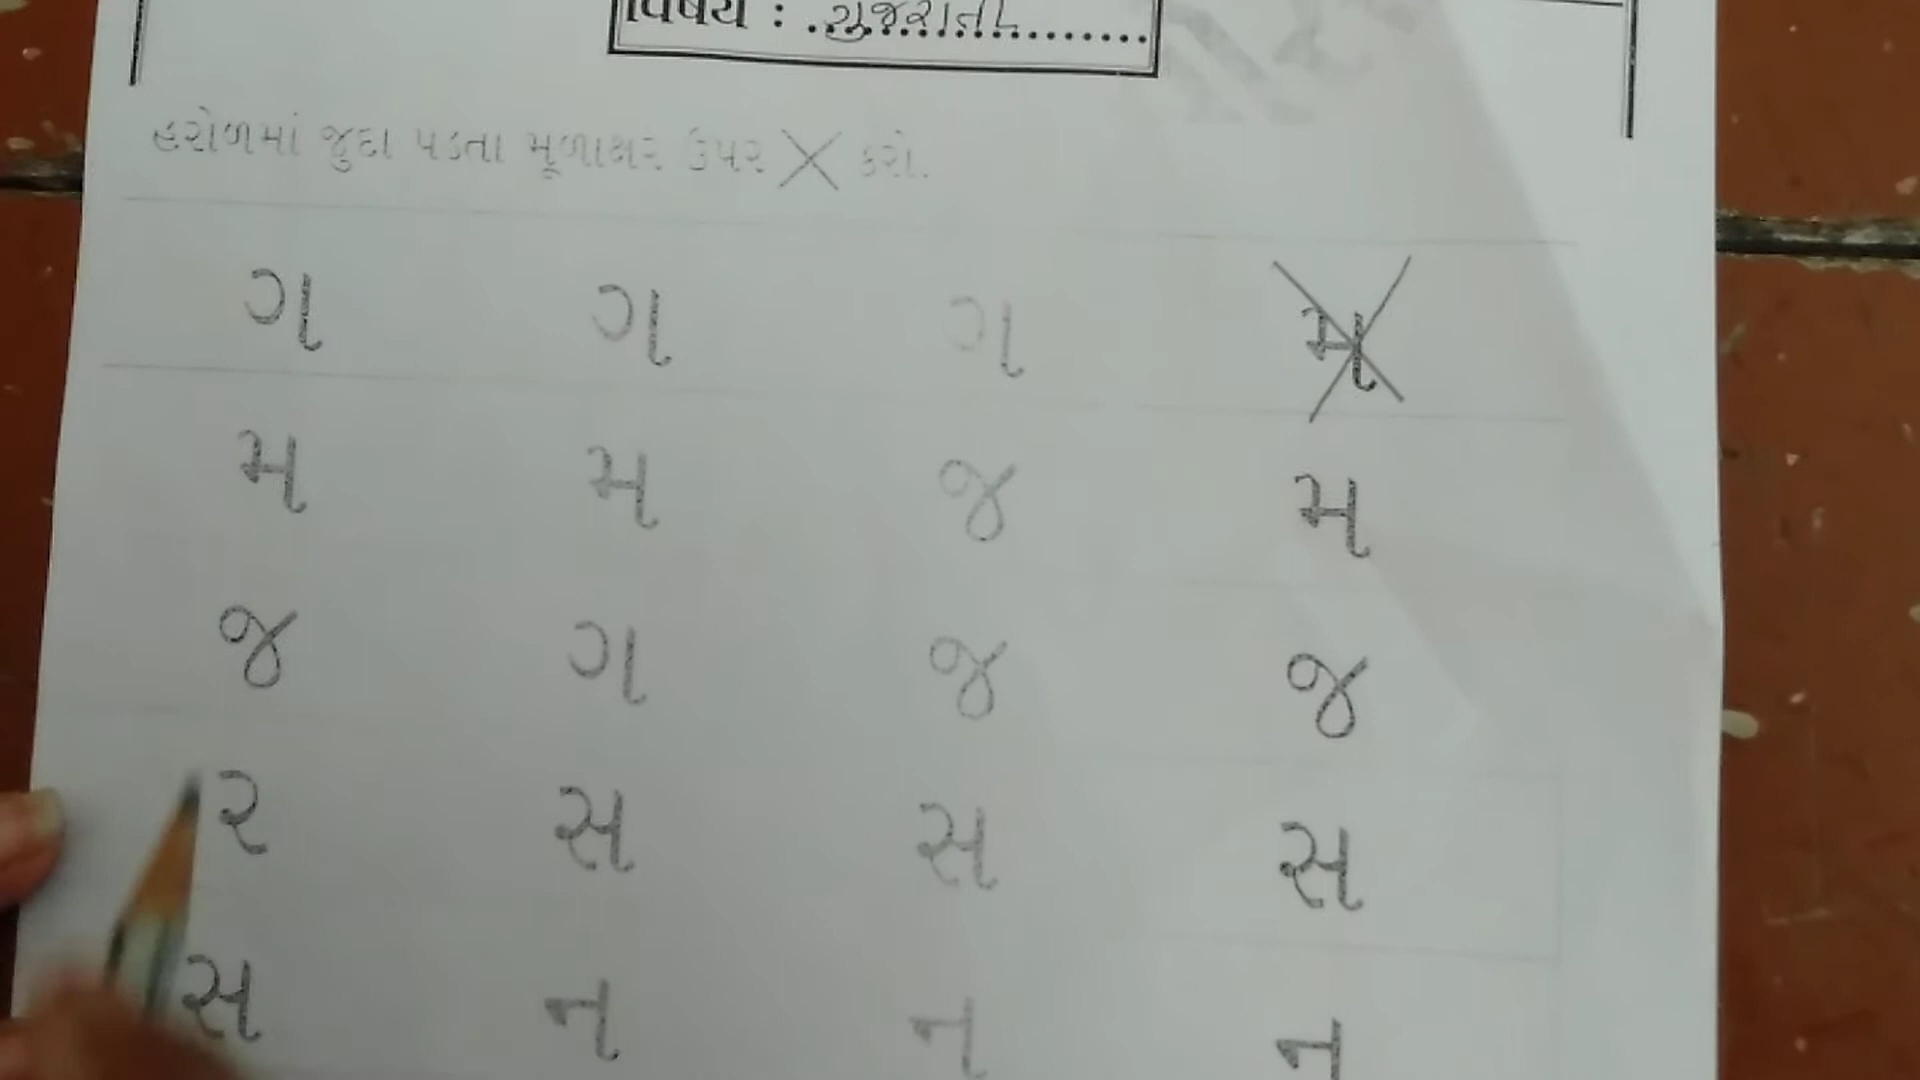 વિષય : ગુજરાતી
હરોળમાં જુદા પડતા મૂળાક્ષર ઉપર X કરો.
ગ ગ ગ મ
મ મ જ મ
જ ગ જ જ
ર સ સ સ
સ ન ન ન